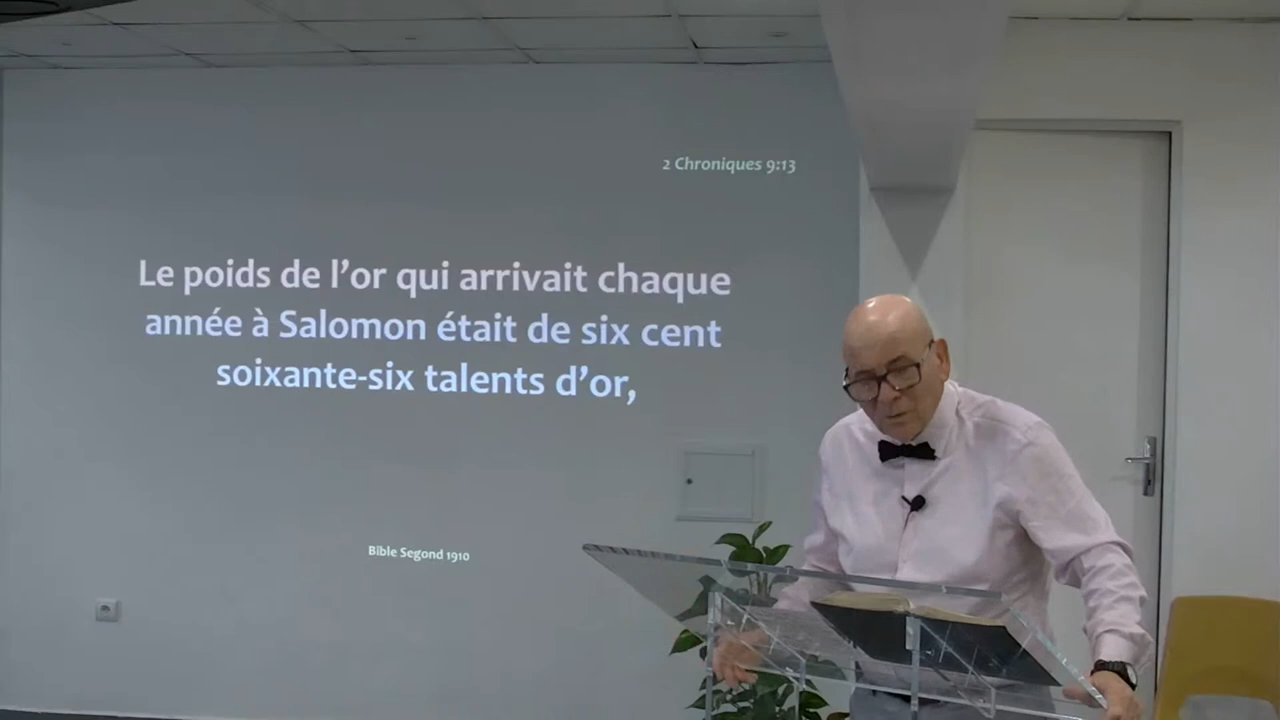 2 Chroniques 9:13
Le poids de l’or qui arrivait chaque
année à Salomon était de six cent
soixante-six talents d’or,
Bible Segond 1910